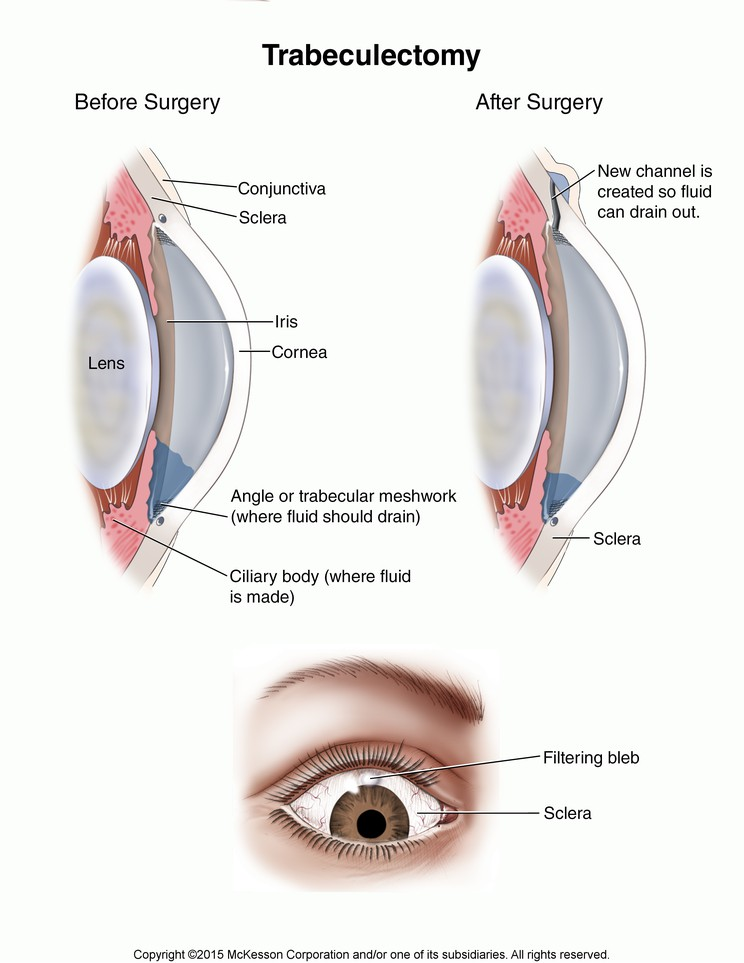 Trabeculectomy
Before Surgery
After Surgery
Conjunctiva
Sclera
Iris
Cornea
Lens
Angle or trabecular meshwork
(where fluid should drain)
Ciliary body (where fluid
is made)
New channel is
created so fluid
can drain out.
Sclera
Filtering bleb
Sclera
Copyright ©2015 McKesson Corporation and/or one of its subsidiaries. All rights reserved.